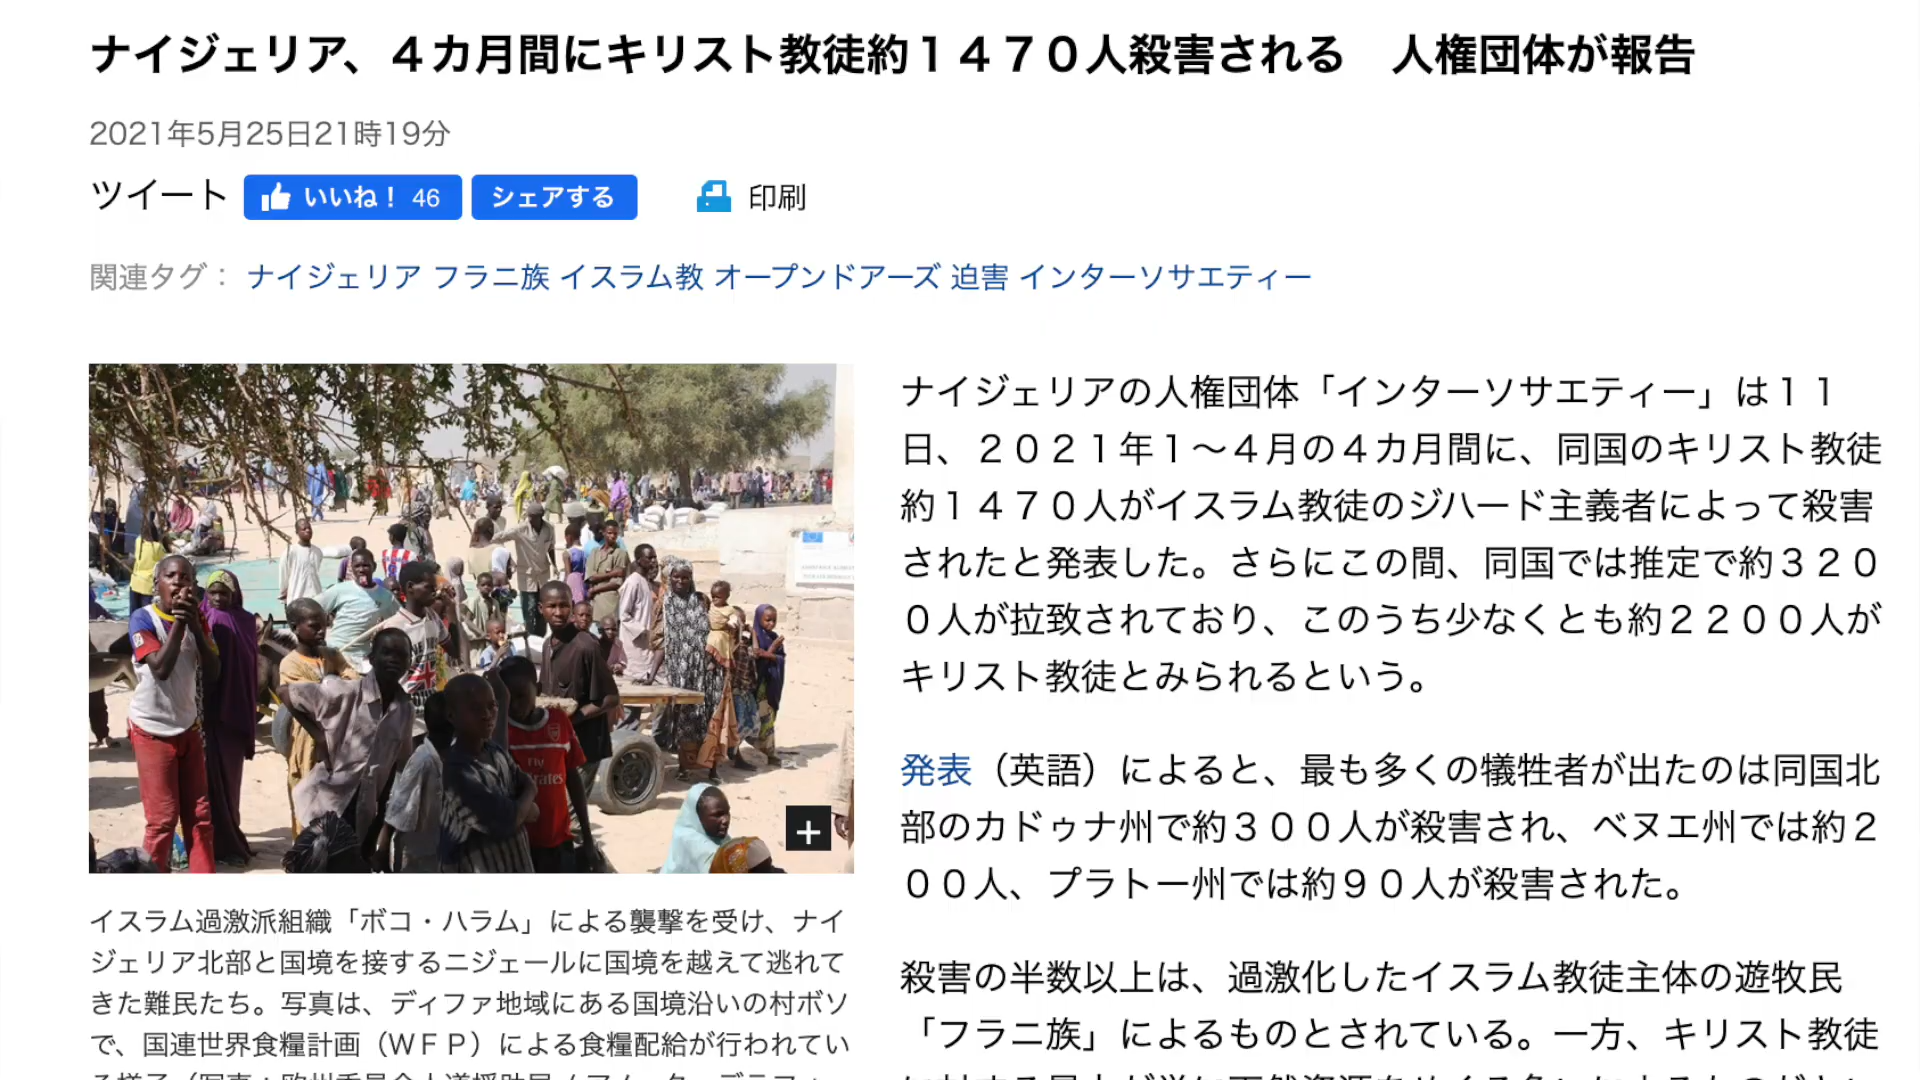 ナイジェリア、４カ月間にキリスト教徒約１４７０人殺害される　人権団体が報告
2021年5月25日21時19分
ツイート いいね！ 46 シェアする 印刷
関連タグ： ナイジェリア フラニ族 イスラム教 オープンドアーズ 迫害 インターソサエティー
Fly
イスラム過激派組織「ボコ・ハラム」による襲撃を受け、ナイ
ジェリア北部と国境を接するニジェールに国境を越えて逃れて
きた難民たち。写真は、ディファ地域にある国境沿いの村ボソ
で、国連世界食糧計画（ＷＦＰ）による食糧配給が行われてい
ナイジェリアの人権団体「インターソサエティー」は１１
日、２０２１年１～４月の４カ月間に、同国のキリスト教徒
約１４７０人がイスラム教徒のジハード主義者によって殺害
されたと発表した。さらにこの間、同国では推定で約３２０
０人が拉致されており、このうち少なくとも約２２００人が
キリスト教徒とみられるという。
発表（英語）によると、最も多くの犠牲者が出たのは同国北
部のカドゥナ州で約３００人が殺害され、ベヌエ州では約２
００人、プラトー州では約９０人が殺害された。
殺害の半数以上は、過激化したイスラム教徒主体の遊牧民
「フラニ族」によるものとされている。一方、キリスト教徒